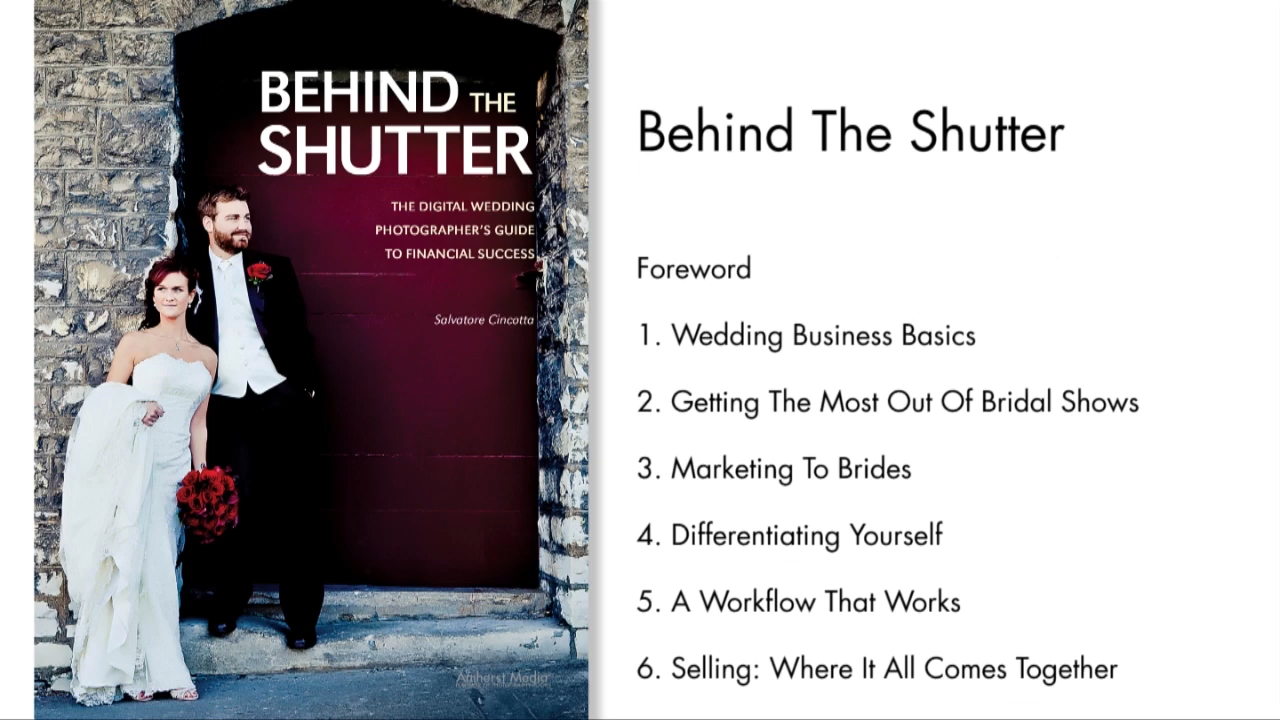 BEHIND THE
SHUTTER
THE DIGITAL WEDDING
PHOTOGRAPHER'S GUIDE
TO FINANCIAL SUCCESS
Salvatore Cincotta
Amherst Media
Behind The Shutter
Foreword
1. Wedding Business Basics
2. Getting The Most Out Of Bridal Shows
3. Marketing To Brides
4. Differentiating Yourself
5. A Workflow That Works
6. Selling: Where It All Comes Together